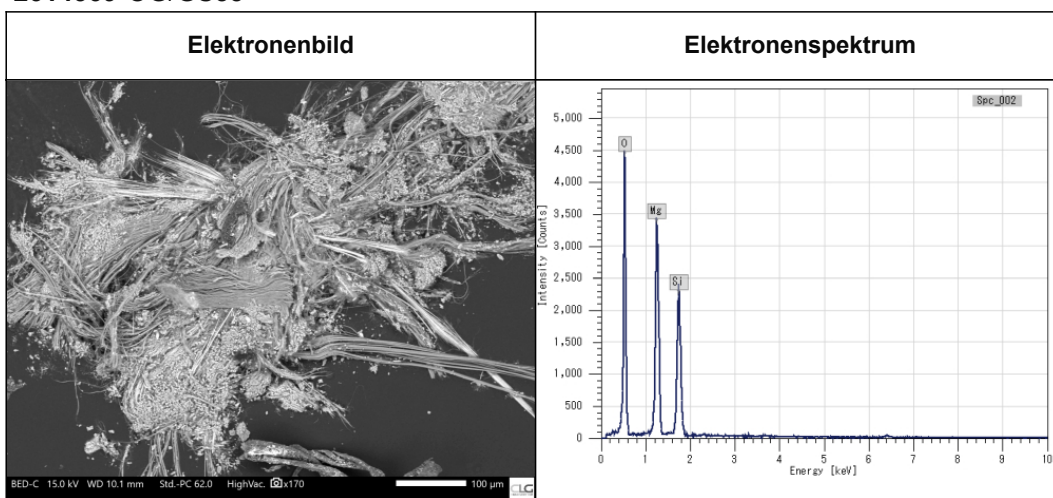 Elektronenbild
Elektronenspektrum
BED-C 15.0 kV WD 10.1 mm Std.-PC 62.0 HighVac. x170 100 µm
CLG
Spc_002
Intensity [Counts]
5,000
4,500
4,000
3,500
3,000
2,500
2,000
1,500
1,000
500
0
O
Mg
Si
0 1 2 3 4 5 6 7 8 9 10
Energy [keV]